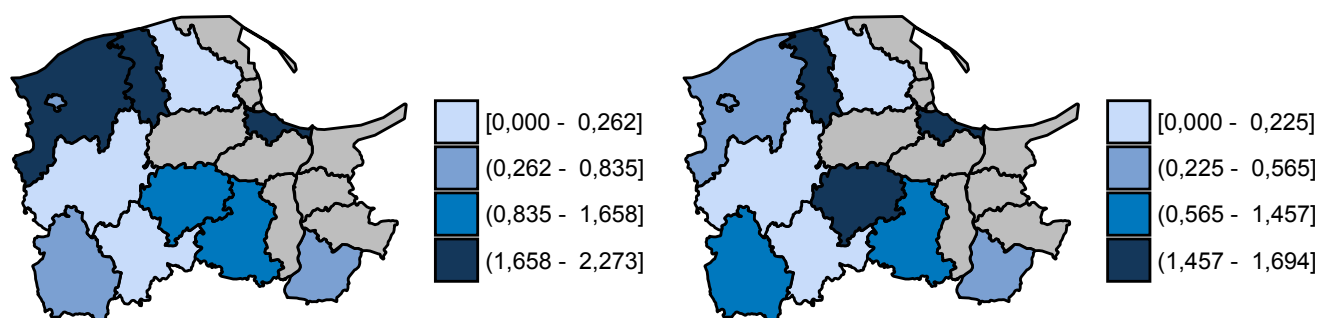 [0,000 - 0,262]
(0,262 - 0,835]
(0,835 - 1,658]
(1,658 - 2,273]
[0,000 - 0,225]
(0,225 - 0,565]
(0,565 - 1,457]
(1,457 - 1,694]